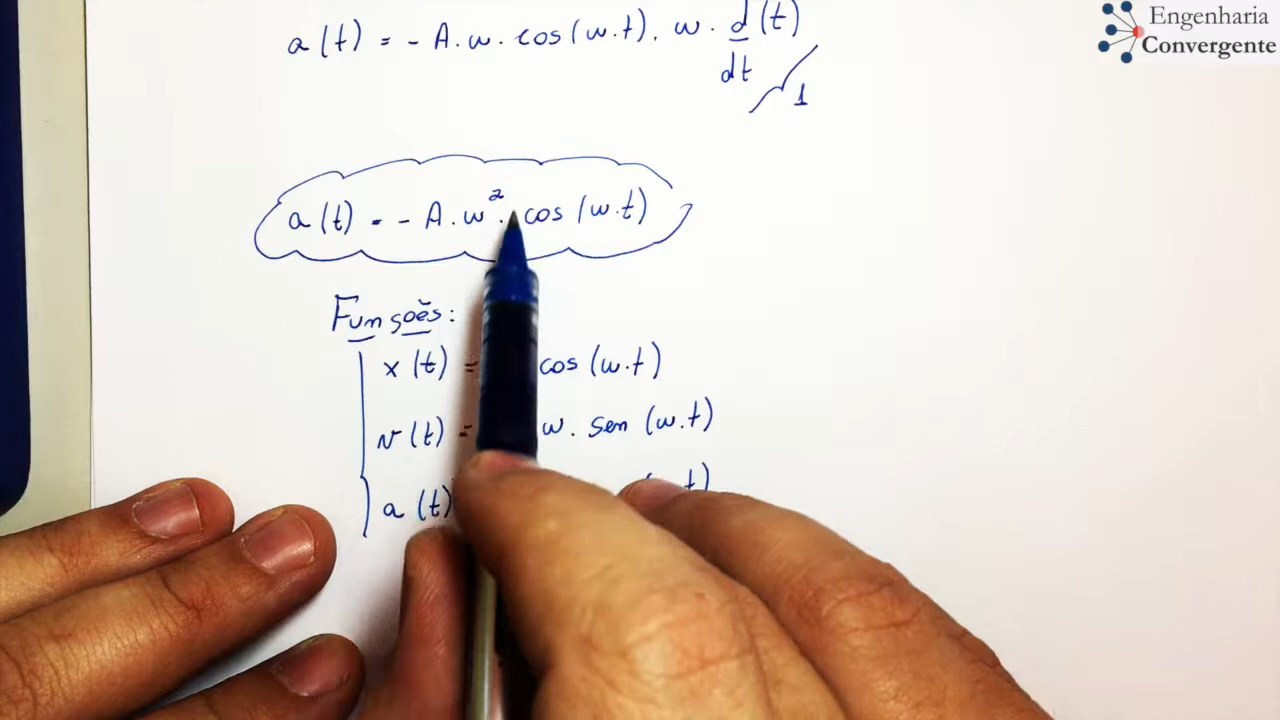 Engenharia
Convergente
a(t) = - A.w.cos(w.t). w. d/dt (t)
1
a(t) = - A.w². cos(w.t)
Funções:
x(t) = cos(w.t)
v(t) = w. sen(w.t)
a(t) t)